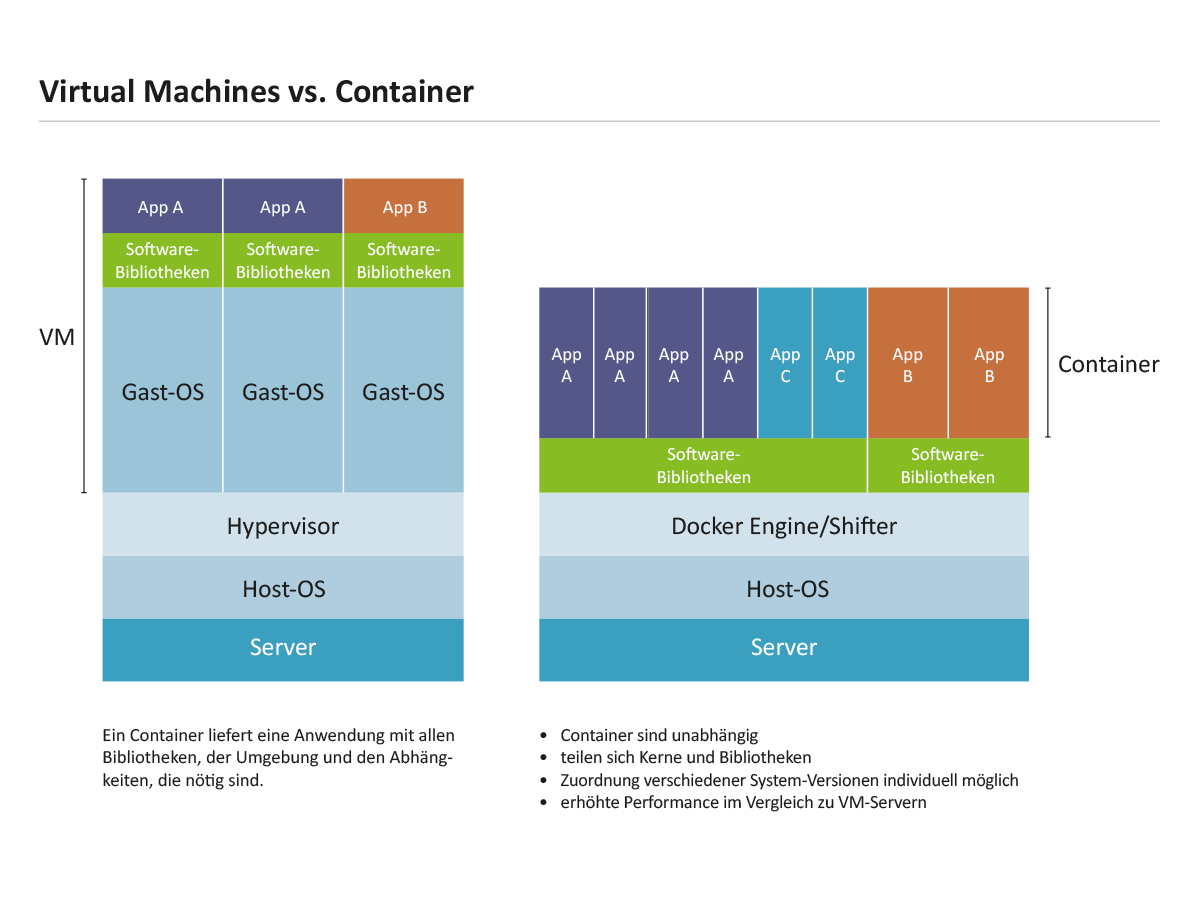 Virtual Machines vs. Container
VM
App A
App A
App B
Software-
Bibliotheken
Software-
Bibliotheken
Software-
Bibliotheken
Gast-OS
Gast-OS
Gast-OS
Hypervisor
Host-OS
Server
Ein Container liefert eine Anwendung mit allen
Bibliotheken, der Umgebung und den Abhäng-
keiten, die nötig sind.
App
A
App
A
App
A
App
A
App
C
App
C
App
B
App
B
Container
Software-
Bibliotheken
Software-
Bibliotheken
Docker Engine/Shifter
Host-OS
Server
• Container sind unabhängig
• teilen sich Kerne und Bibliotheken
• Zuordnung verschiedener System-Versionen individuell möglich
• erhöhte Performance im Vergleich zu VM-Servern